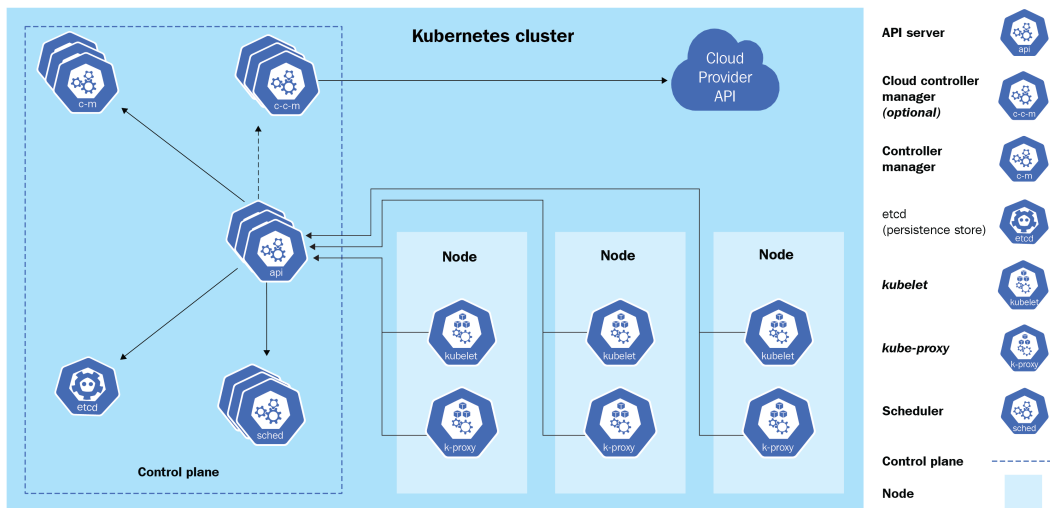 Kubernetes cluster
c-m
c-c-m
Cloud
Provider
API
api
etcd
sched
Control plane
Node
kubelet
k-proxy
Node
kubelet
k-proxy
Node
kubelet
k-proxy
API server
api
Cloud controller
manager
(optional)
c-c-m
Controller
manager
c-m
etcd
(persistence store)
etcd
kubelet
kubelet
kube-proxy
k-proxy
Scheduler
sched
Control plane
Node